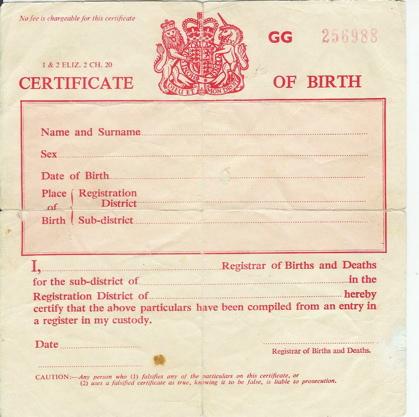 No fee is chargeable for this certificate
GG 256988
1 & 2 ELIZ. 2 CH. 20
CERTIFICATE OF BIRTH
Name and Surname
Sex
Date of Birth
Place of Birth { Registration District
Sub-district
I, Registrar of Births and Deaths
for the sub-district of in the
Registration District of hereby
certify that the above particulars have been compiled from an entry in
a register in my custody.
Date
Registrar of Births and Deaths.
CAUTION:—Any person who (1) falsifies any of the particulars on this certificate, or
(2) uses a falsified certificate as true, knowing it to be false, is liable to prosecution.